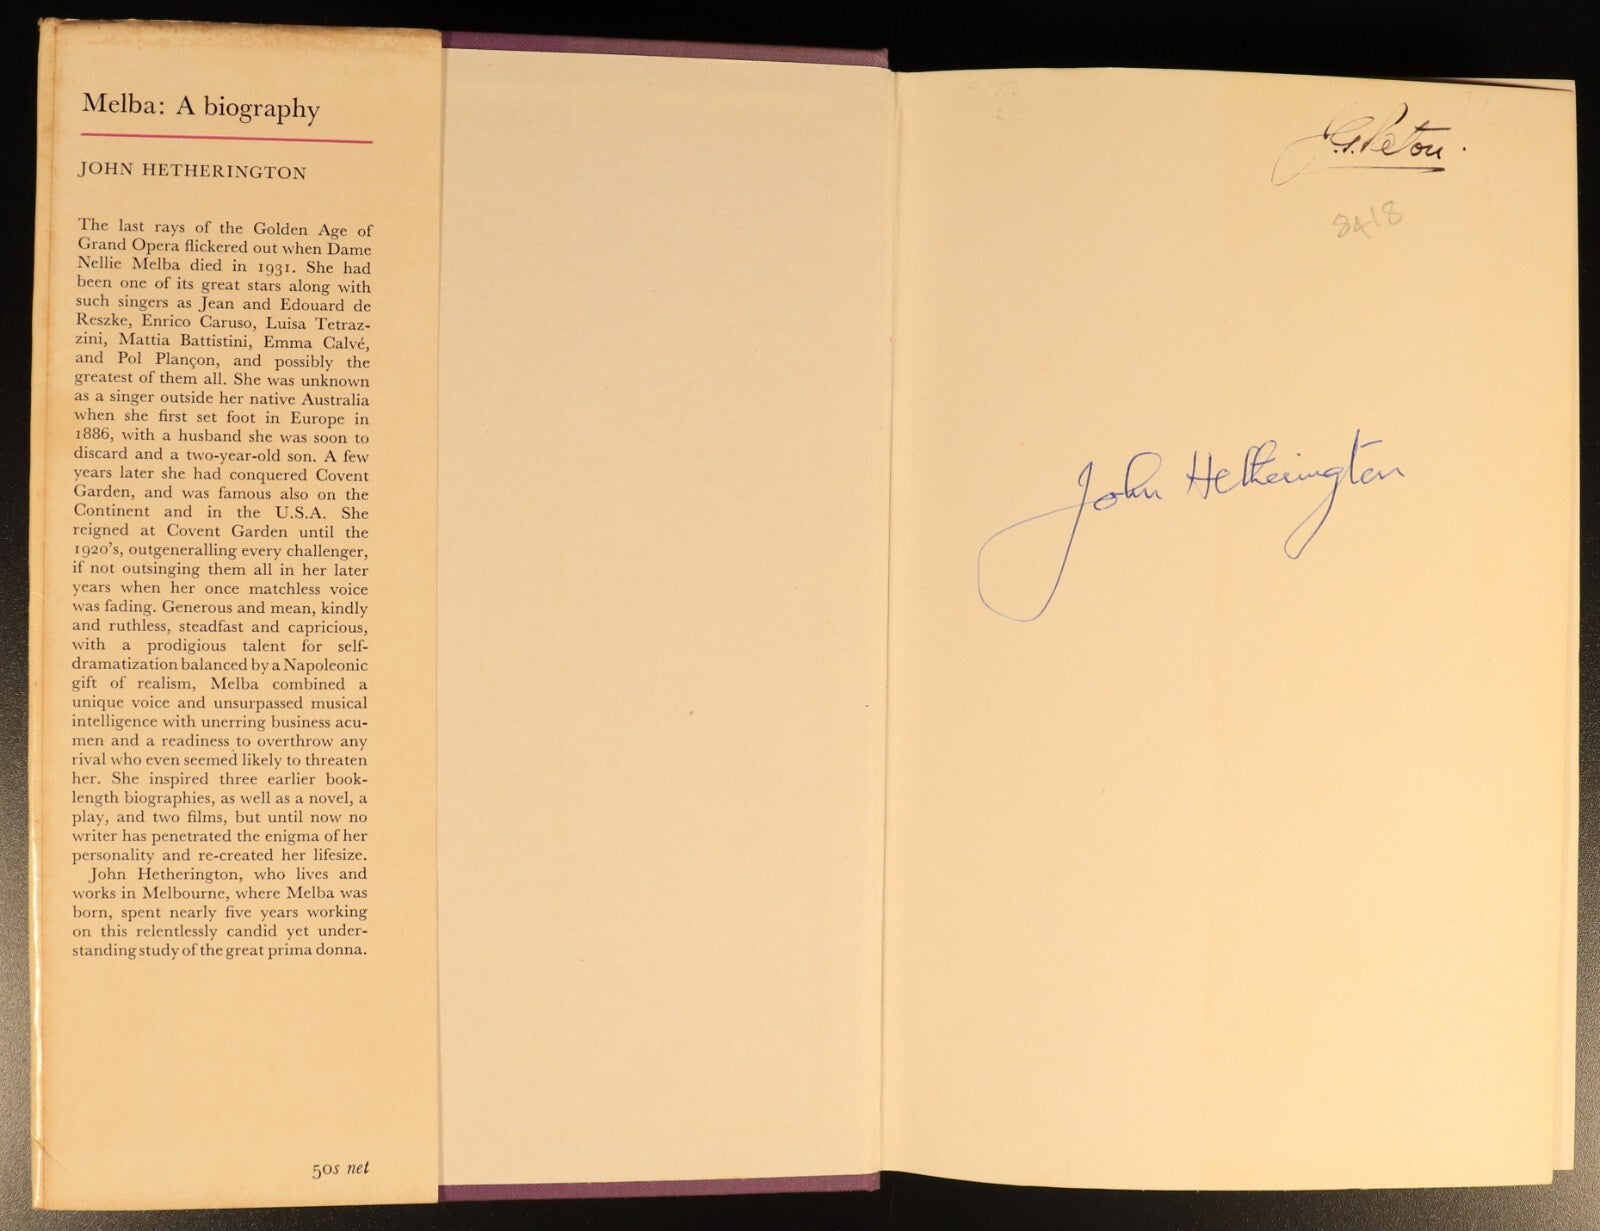 Melba: A biography
JOHN HETHERINGTON
The last rays of the Golden Age of
Grand Opera flickered out when Dame
Nellie Melba died in 1931. She had
been one of its great stars along with
such singers as Jean and Edouard de
Reszke, Enrico Caruso, Luisa Tetraz-
zini, Mattia Battistini, Emma Calvé,
and Pol Plançon, and possibly the
greatest of them all. She was unknown
as a singer outside her native Australia
when she first set foot in Europe in
1886, with a husband she was soon to
discard and a two-year-old son. A few
years later she had conquered Covent
Garden, and was famous also on the
Continent and in the U.S.A. She
reigned at Covent Garden until the
1920's, outgeneralling every challenger,
if not outsinging them all in her later
years when her once matchless voice
was fading. Generous and mean, kindly
and ruthless, steadfast and capricious,
with a prodigious talent for self-
dramatization balanced by a Napoleonic
gift of realism, Melba combined a
unique voice and unsurpassed musical
intelligence with unerring business acu-
men and a readiness to overthrow any
rival who even seemed likely to threaten
her. She inspired three earlier book-
length biographies, as well as a novel, a
play, and two films, but until now no
writer has penetrated the enigma of her
personality and re-created her lifesize.
John Hetherington, who lives and
works in Melbourne, where Melba was
born, spent nearly five years working
on this relentlessly candid yet under-
standing study of the great prima donna.
50s net
8418
John Hetherington